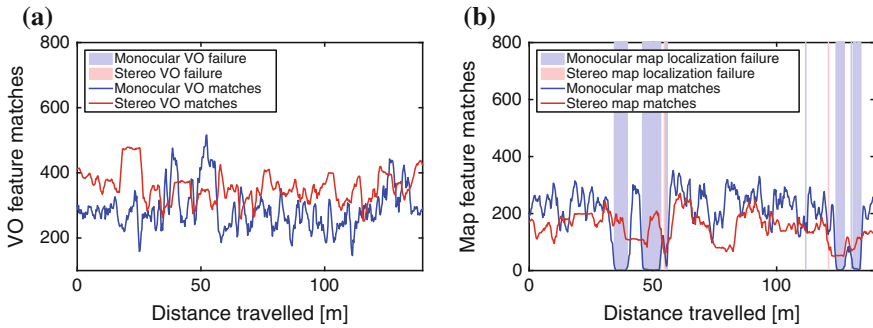 (a)
800
600
400
200
VO feature matches
Monocular VO failure
Stereo VO failure
Monocular VO matches
Stereo VO matches
0 50 100
Distance travelled [m]
(b)
800
600
400
200
0
Map feature matches
Monocular map localization failure
Stereo map localization failure
Monocular map matches
Stereo map matches
0 50 100
Distance travelled [m]